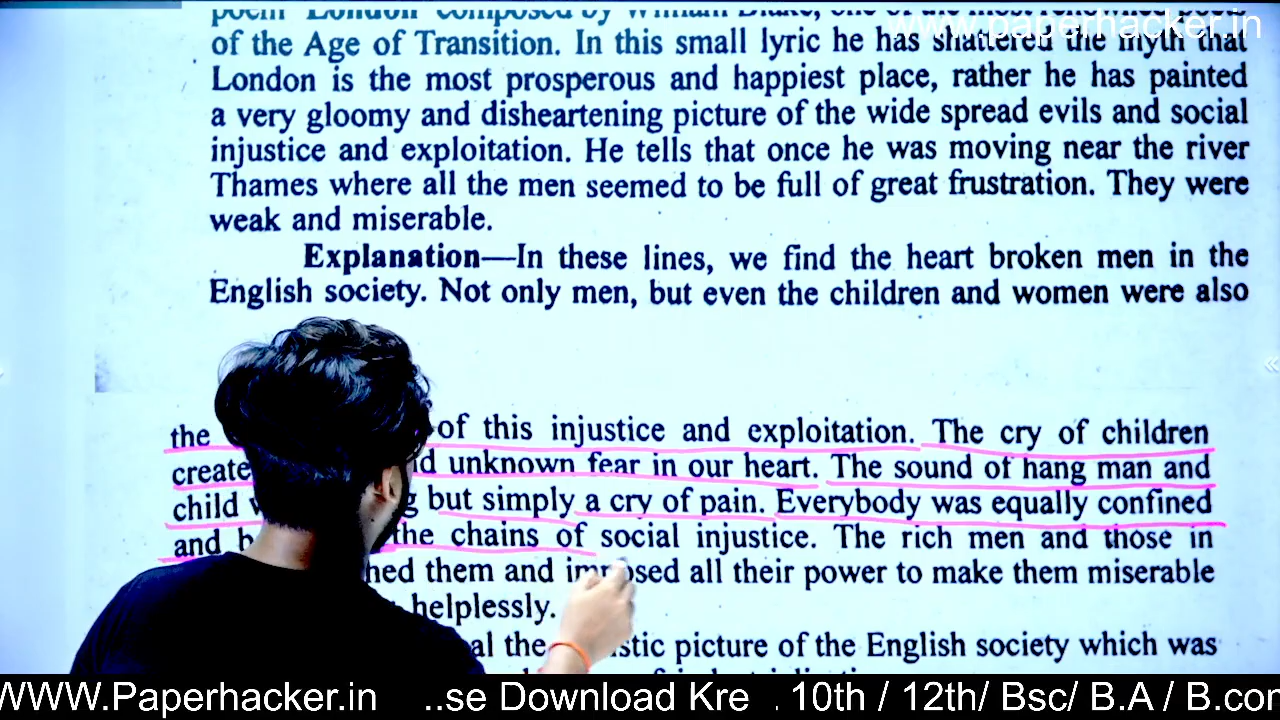 poem London composed by William Blake, one of the most renowned poets
www.paperhacker.in
of the Age of Transition. In this small lyric he has shattered the myth that
London is the most prosperous and happiest place, rather he has painted
a very gloomy and disheartening picture of the wide spread evils and social
injustice and exploitation. He tells that once he was moving near the river
Thames where all the men seemed to be full of great frustration. They were
weak and miserable.
Explanation—In these lines, we find the heart broken men in the
English society. Not only men, but even the children and women were also
the of this injustice and exploitation. The cry of children
create unknown fear in our heart. The sound of hang man and
child but simply a cry of pain. Everybody was equally confined
and the chains of social injustice. The rich men and those in
them and imposed all their power to make them miserable
helplessly.
the picture of the English society which was
WWW.Paperhacker.in ..se Download Kre . 10th / 12th/ Bsc/ B.A / B.com